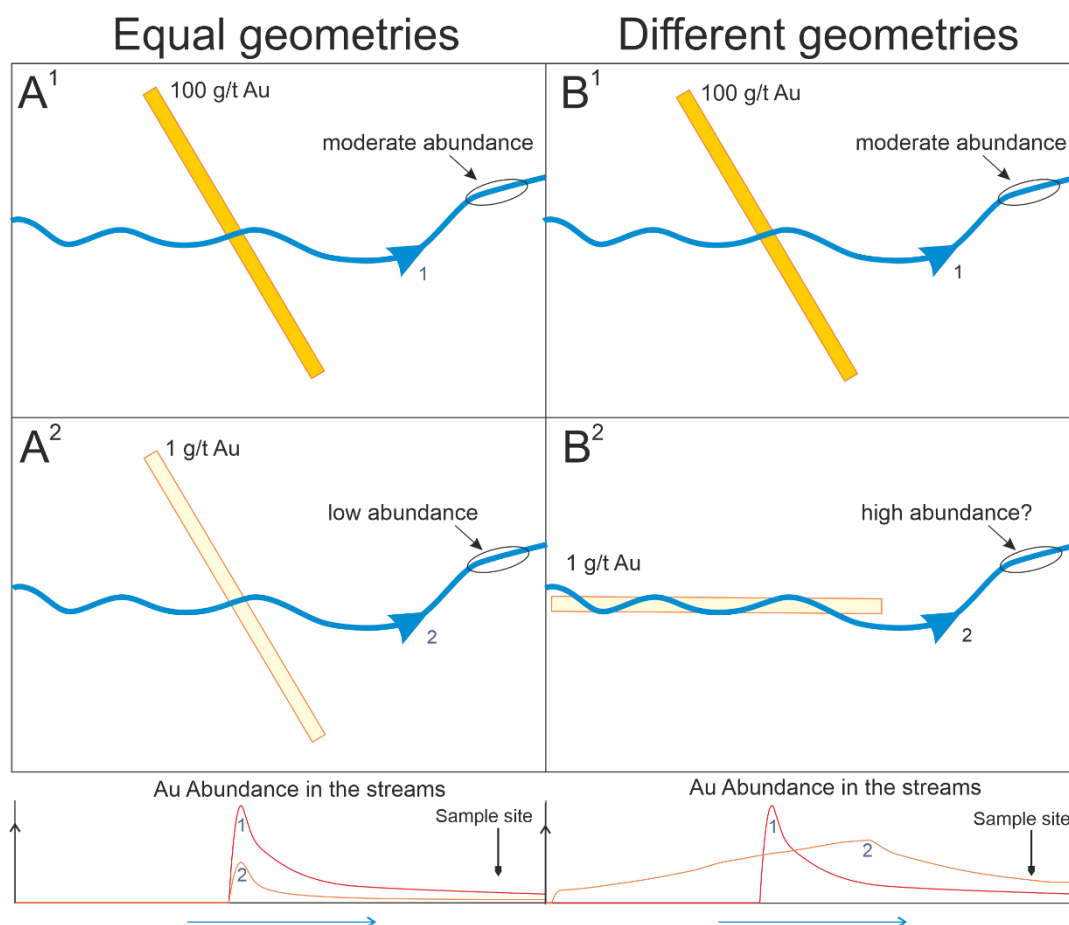 Equal geometries
Different geometries
A¹
100 g/t Au
moderate abundance
1
B¹
100 g/t Au
moderate abundance
1
A²
1 g/t Au
low abundance
2
B²
1 g/t Au
high abundance?
2
Au Abundance in the streams
Sample site
1
2
Au Abundance in the streams
Sample site
1
2